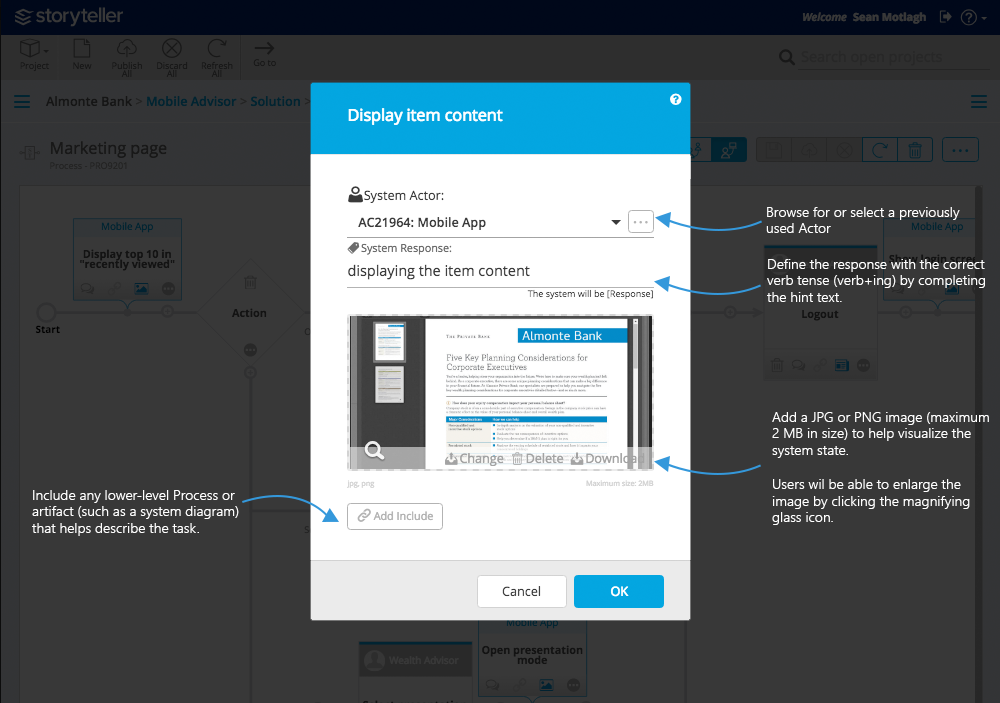 storyteller
Welcome Sean Motlagh
Project
New
Publish All
Discard All
Refresh All
Go to
Search open projects
Almonte Bank > Mobile Advisor > Solution >
Display item content
Marketing page
Process - PRO8201
System Actor:
AC21964: Mobile App
Browse for or select a previously
used Actor
System Response:
displaying the item content
The system will be [Response]
Define the response with the correct
verb tense (verb+ing) by completing
the hint text.
Mobile App
Display top 10 in
"recently viewed"
Start
Action
Mobile App
Show login screen
Logout
THE PRIVATE BANK
Almonte Bank
Five Key Planning Considerations for
Corporate Executives
Change
Delete
Download
jpg, png
Maximum size: 2MB
Add a JPG or PNG image (maximum
2 MB in size) to help visualize the
system state.
Users wil be able to enlarge the
image by clicking the magnifying
glass icon.
Include any lower-level Process or
artifact (such as a system diagram)
that helps describe the task.
Add Include
Cancel
OK
Mobile App
Wealth Advisor
Open presentation
mode